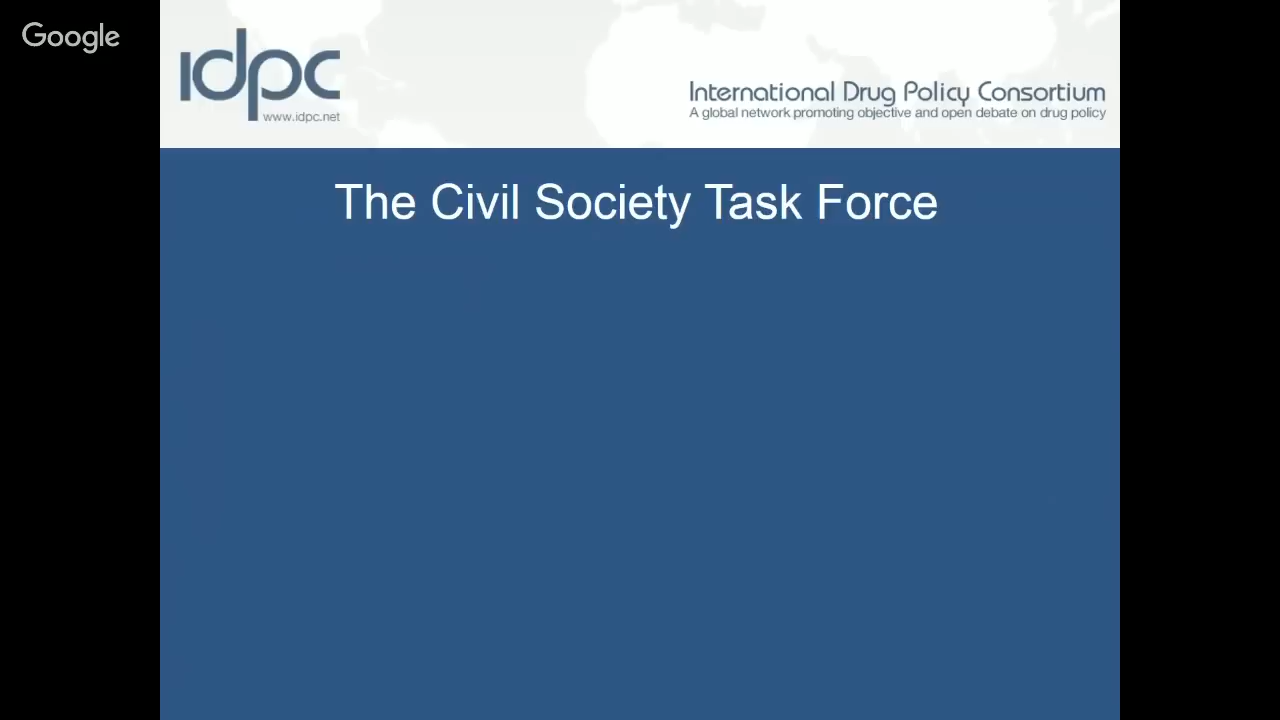 Google
idpc
www.idpc.net
International Drug Policy Consortium
A global network promoting objective and open debate on drug policy
The Civil Society Task Force